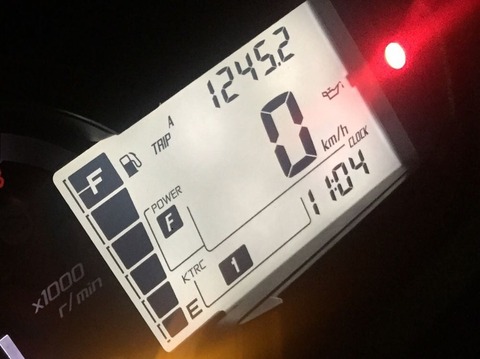 A
TRIP
1245.2
F
0
km/h
POWER
F
CLOCK
11:04
KTRC
1
E
x1000
r/min